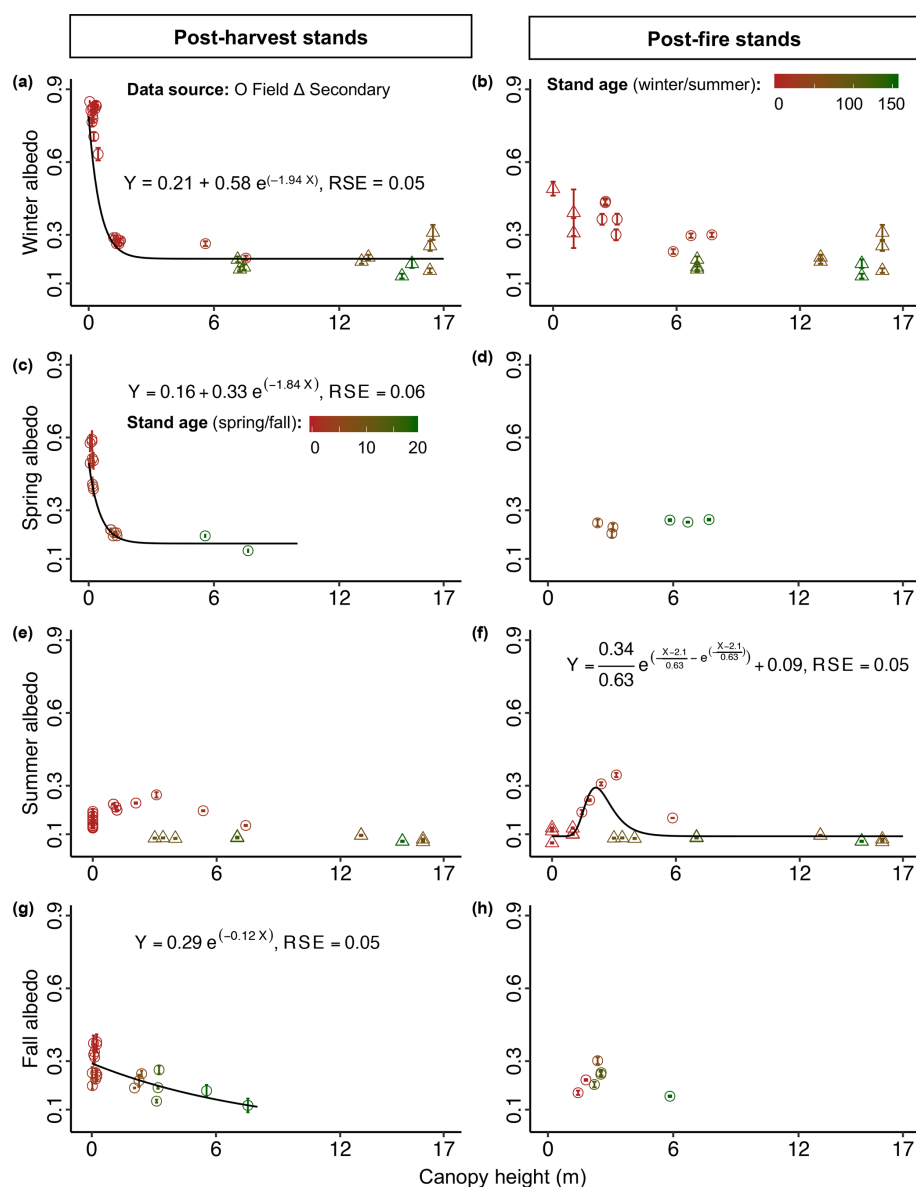 Post-harvest stands
Post-fire stands
(a)
Data source: O Field Δ Secondary
Y = 0.21 + 0.58 e^(−1.94 X), RSE = 0.05
Winter albedo
0.9
0.6
0.3
0.1
0 6 12 17
(b)
Stand age (winter/summer):
0 100 150
0.9
0.6
0.3
0.1
0 6 12 17
(c)
Y = 0.16 + 0.33 e^(−1.84 X), RSE = 0.06
Stand age (spring/fall):
0 10 20
Spring albedo
0.9
0.6
0.3
0.1
0 6 12 17
(d)
0.9
0.6
0.3
0.1
0 6 12 17
(e)
Summer albedo
0.9
0.6
0.3
0.1
0 6 12 17
(f)
Y = 0.34/0.63 e^(−(X−2.1)/0.63 − e^(−(X−2.1)/0.63)) + 0.09, RSE = 0.05
0.9
0.6
0.3
0.1
0 6 12 17
(g)
Y = 0.29 e^(−0.12 X), RSE = 0.05
Fall albedo
0.9
0.6
0.3
0.1
0 6 12 17
(h)
0.9
0.6
0.3
0.1
0 6 12 17
Canopy height (m)